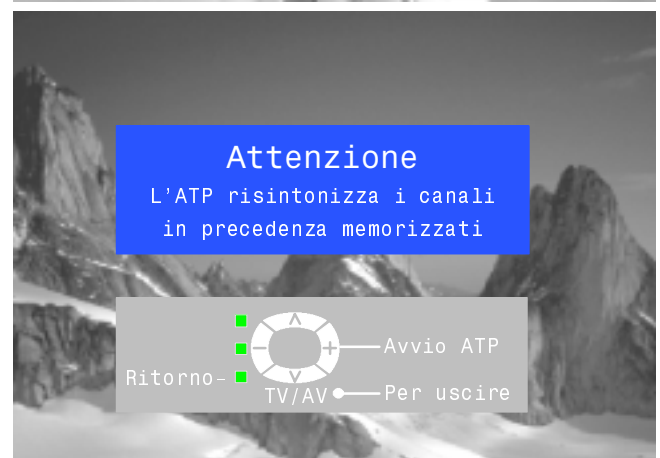 Attenzione
L'ATP risintonizza i canali
in precedenza memorizzati
Avvio ATP
Ritorno
TV/AV Per uscire